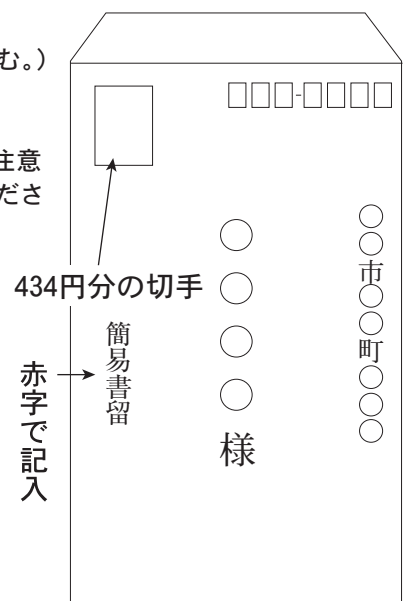 む。）
注意
ださ
□□□-□□□□
○○市○○町○○○
○○○○様
434円分の切手
簡易書留
赤字で記入